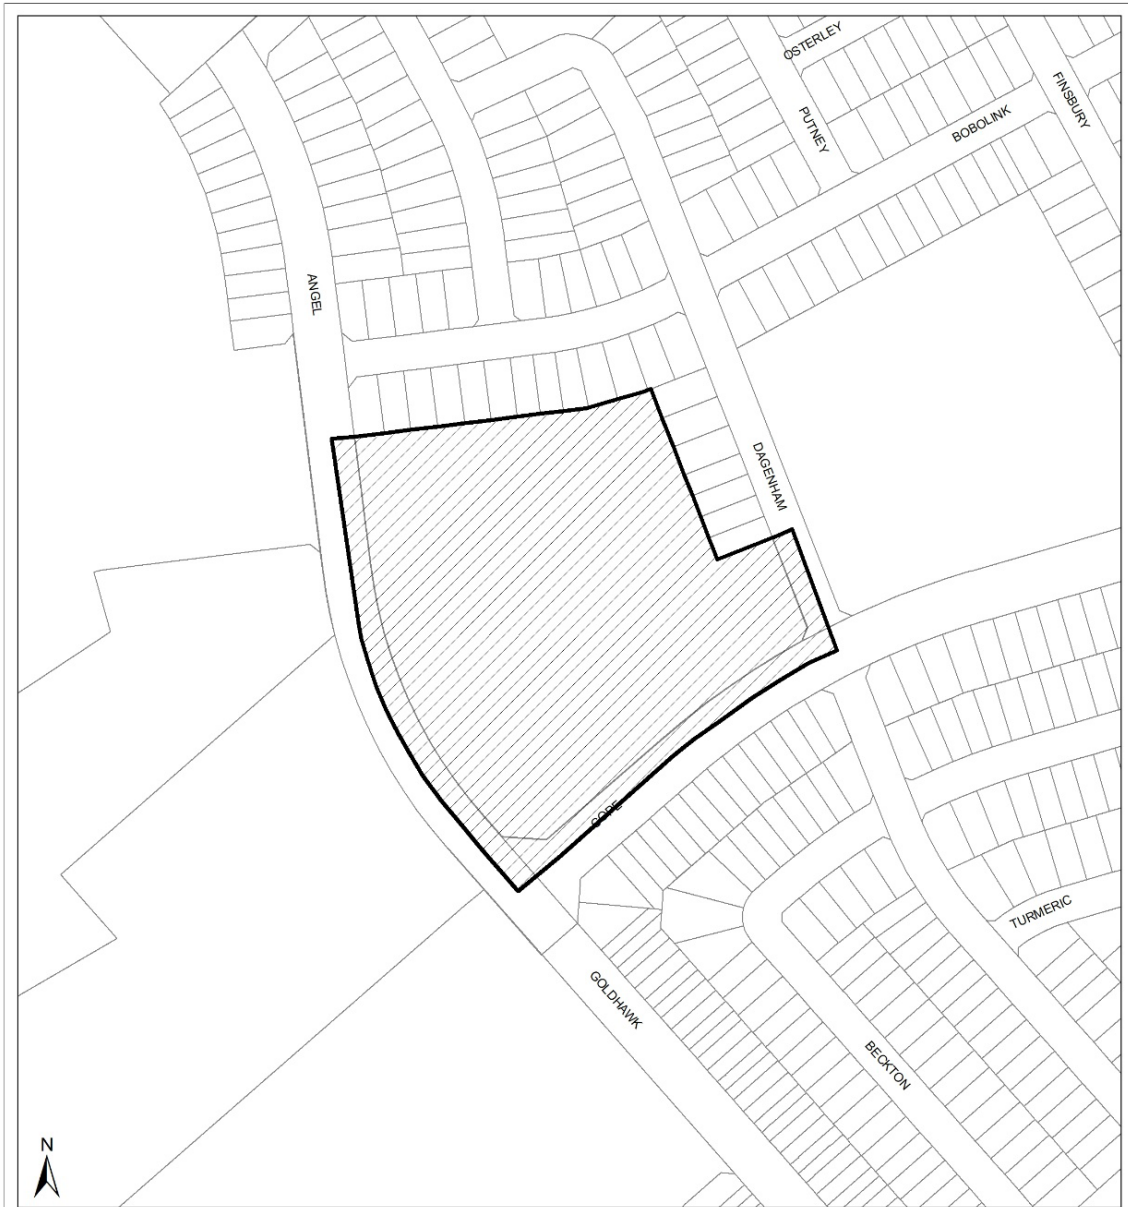 OSTERLEY
FINSBURY
PUTNEY
BOBOLINK
ANGEL
DAGENHAM
COPE
TURMERIC
GOLDHAWK
BECKTON
N